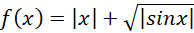 f(x) = |x| + √|sinx|